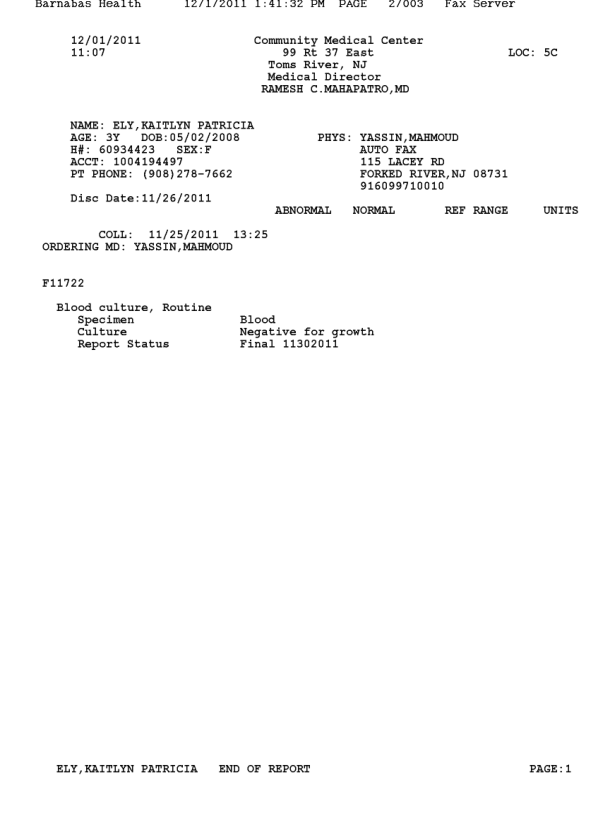 Barnabas Health 12/1/2011 1:41:32 PM PAGE 2/003 Fax Server
12/01/2011 Community Medical Center
11:07 99 Rt 37 East LOC: 5C
Toms River, NJ
Medical Director
RAMESH C.MAHAPATRO,MD
NAME: ELY,KAITLYN PATRICIA
AGE: 3Y DOB:05/02/2008 PHYS: YASSIN,MAHMOUD
H#: 60934423 SEX:F AUTO FAX
ACCT: 1004194497 115 LACEY RD
PT PHONE: (908)278-7662 FORKED RIVER,NJ 08731
916099710010
Disc Date:11/26/2011
ABNORMAL NORMAL REF RANGE UNITS
COLL: 11/25/2011 13:25
ORDERING MD: YASSIN,MAHMOUD
F11722
Blood culture, Routine
Specimen Blood
Culture Negative for growth
Report Status Final 11302011
ELY,KAITLYN PATRICIA END OF REPORT PAGE:1